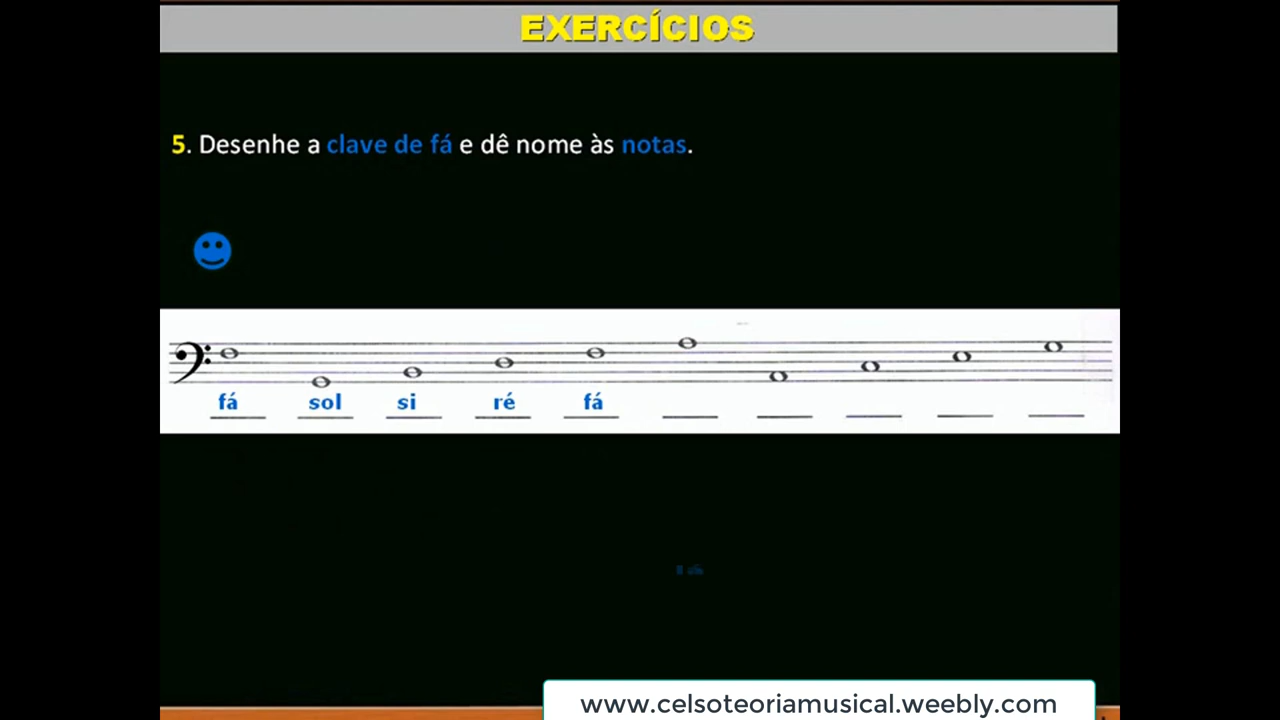 EXERCÍCIOS
5. Desenhe a clave de fá e dê nome às notas.
fá sol si ré fá
www.celsoteoriamusical.weebly.com